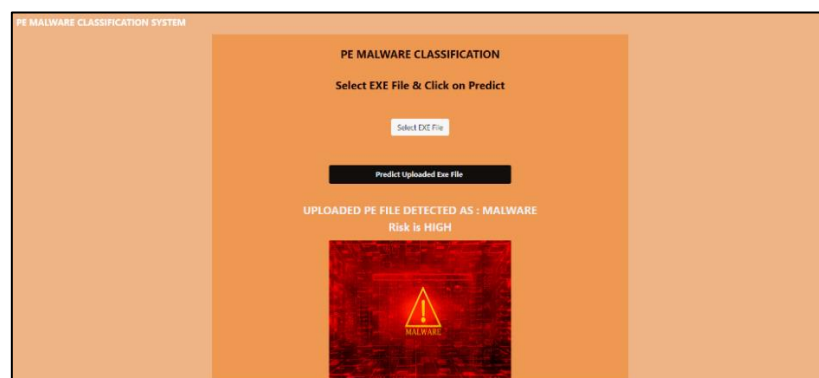 PE MALWARE CLASSIFICATION SYSTEM
PE MALWARE CLASSIFICATION
Select EXE File & Click on Predict
Select EXE File
Predict Uploaded Exe File
UPLOADED PE FILE DETECTED AS : MALWARE
Risk is HIGH
MALWARE